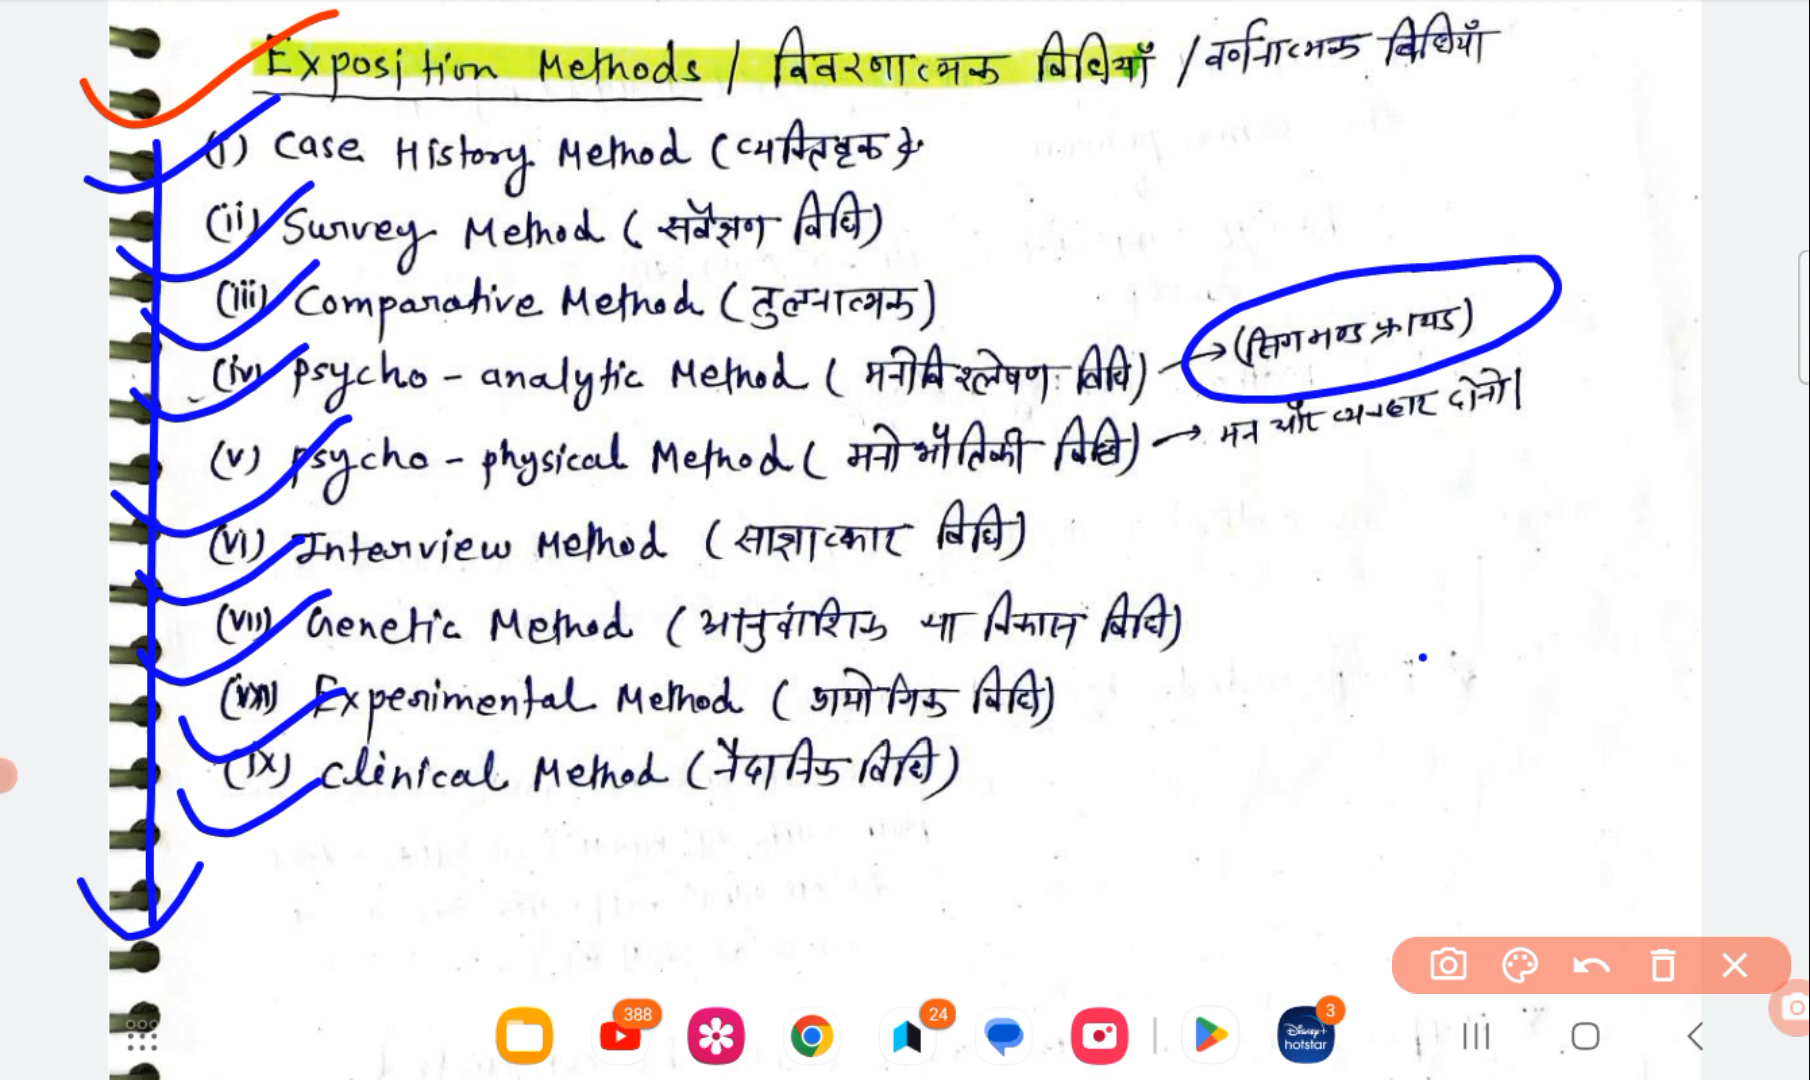 Exposition Methods / विवरणात्मक विधियाँ / वर्णनात्मक विधियाँ
(i) Case History Method (व्यक्तिवृतक)
(ii) Survey Method (सर्वेक्षण विधि)
(iii) Comparative Method (तुलनात्मक)
(iv) Psycho-analytic Method (मनोविश्लेषण विधि) → (सिगमण्ड फ्रायड)
(v) Psycho-physical Method (मनोभौतिकी विधि) → मन और व्यवहार दोनो।
(vi) Interview Method (साक्षात्कार विधि)
(vii) Genetic Method (आनुवांशिक या विकास विधि)
(viii) Experimental Method (प्रायोगिक विधि)
(ix) Clinical Method (नैदानिक विधि)
388
24
3
Disney+
hotstar